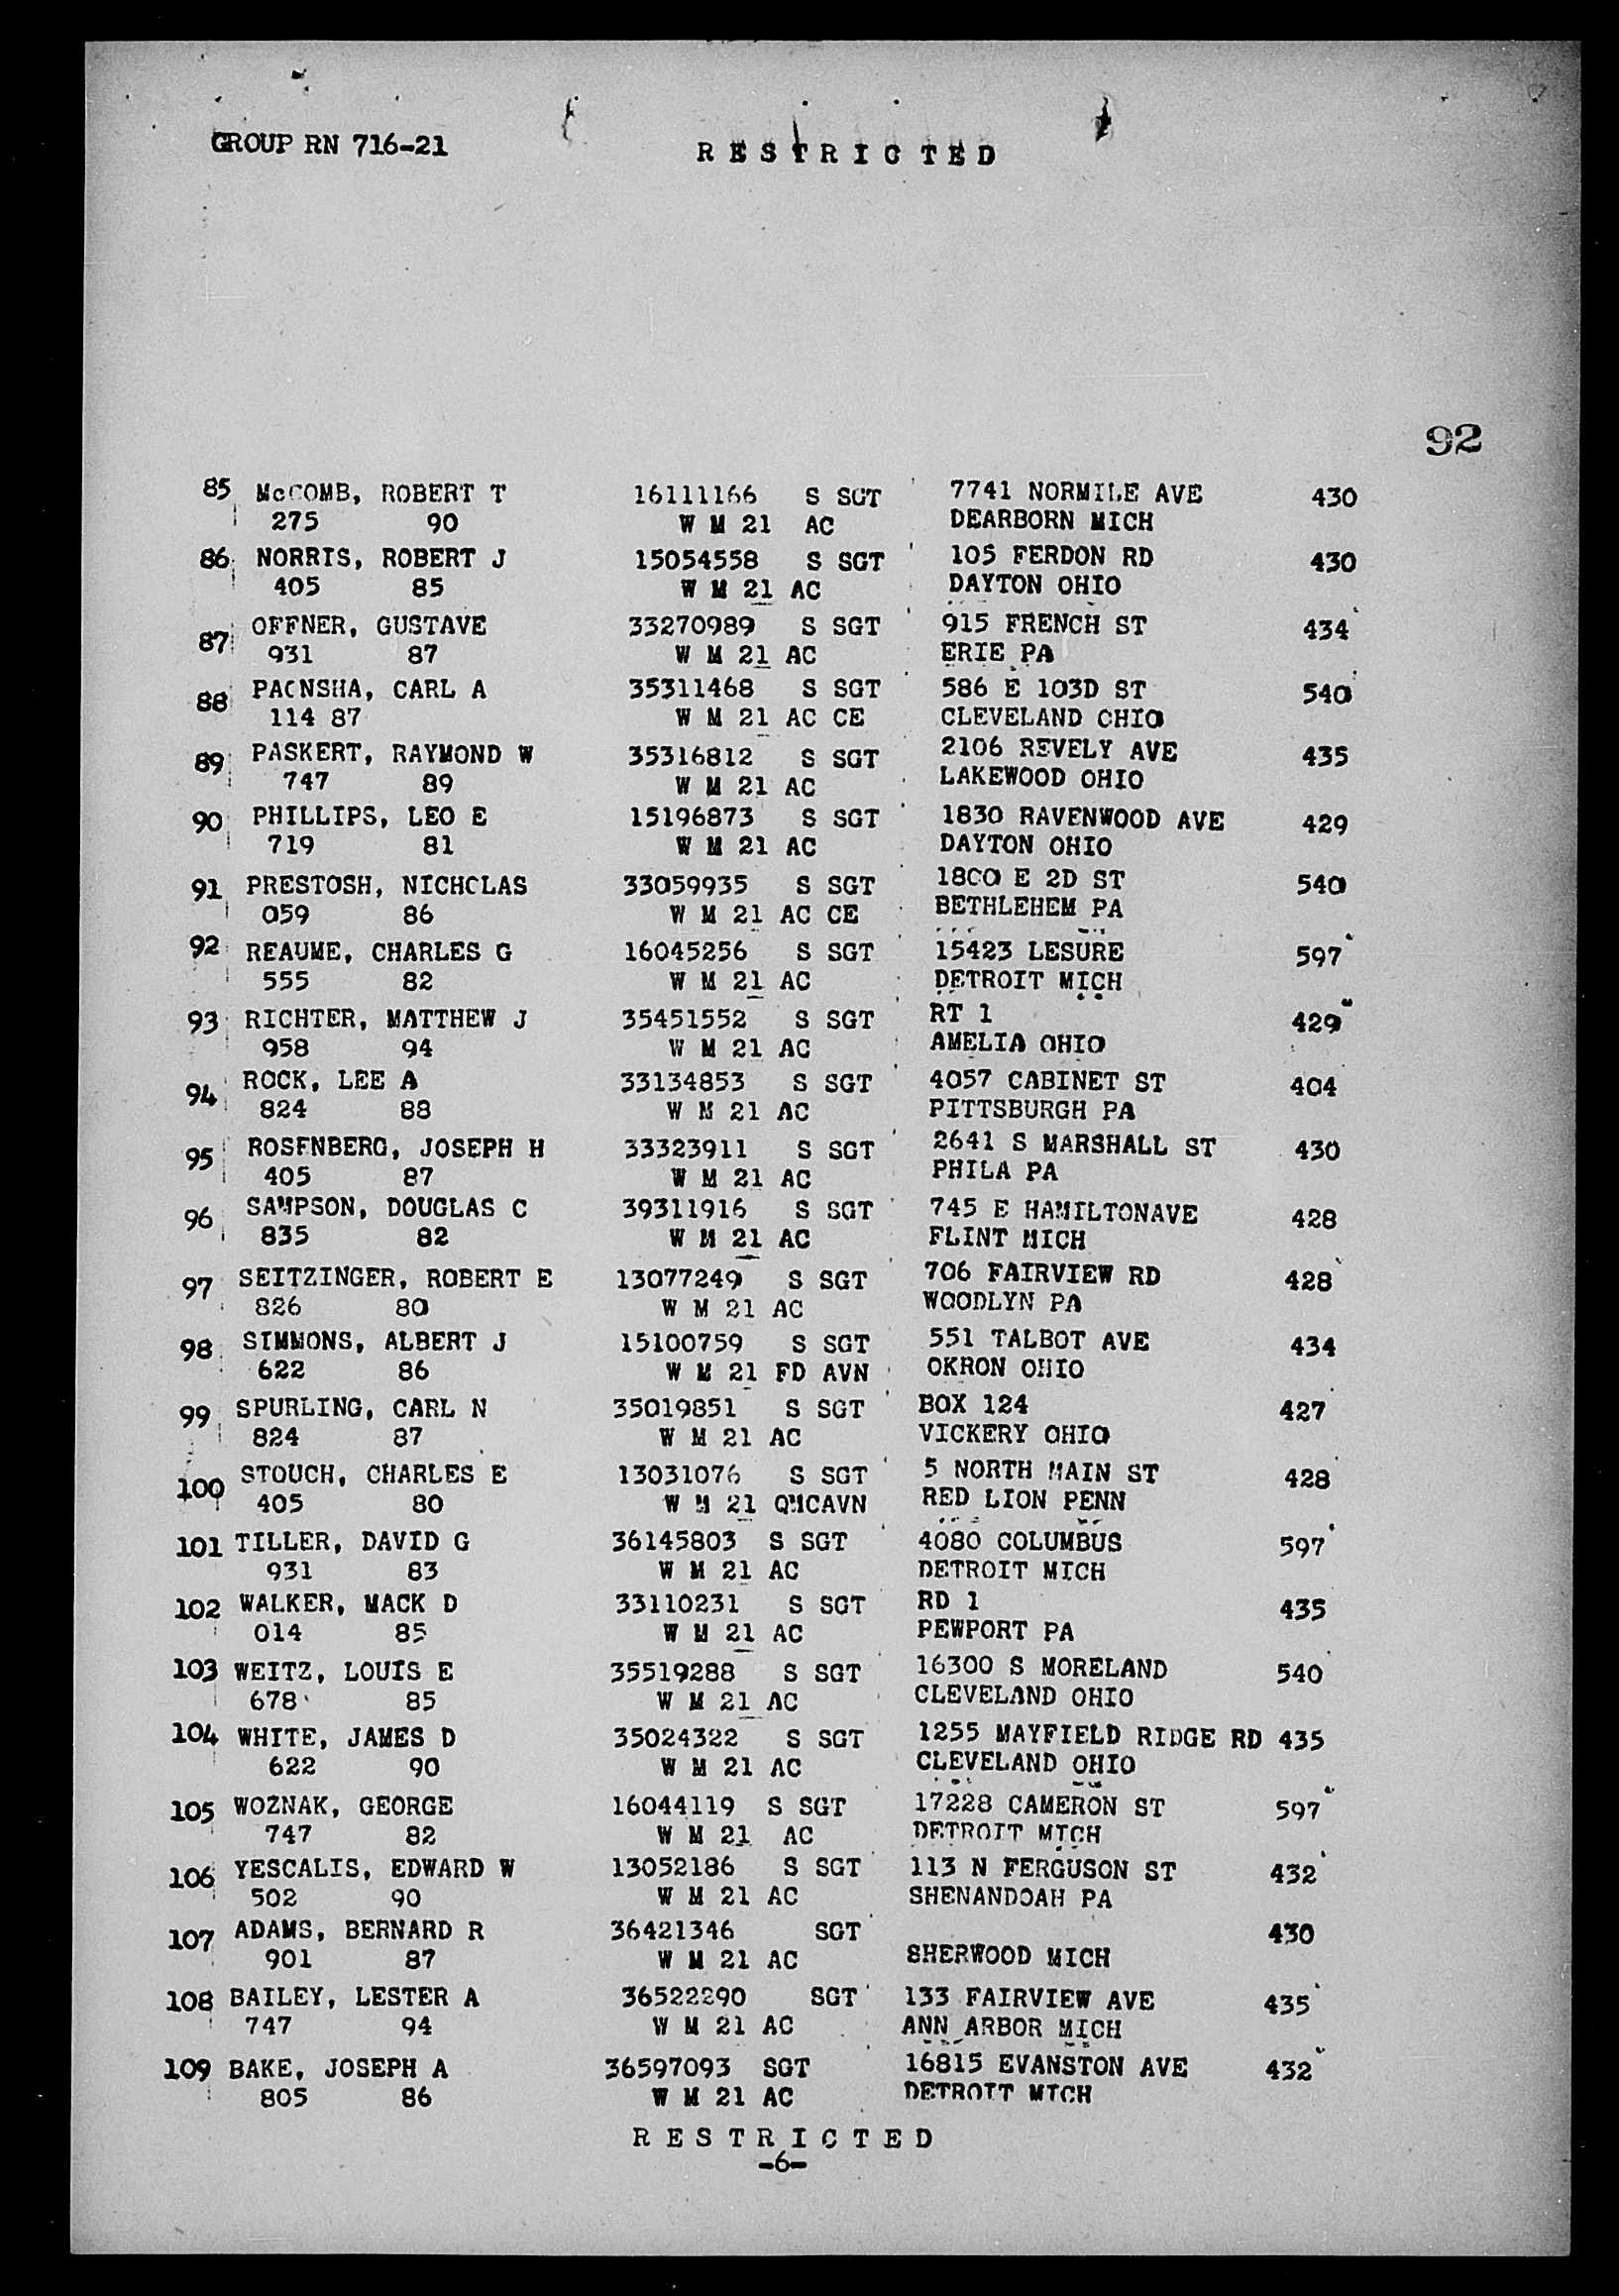 GROUP RN 716-21
R E S T R I C T E D
92
85 McCOMB, ROBERT T 16111166 S SGT 7741 NORMILE AVE 430
275 90 W M 21 AC DEARBORN MICH
86 NORRIS, ROBERT J 15054558 S SGT 105 FERDON RD 430
405 85 W M 21 AC DAYTON OHIO
87 OFFNER, GUSTAVE 33270989 S SGT 915 FRENCH ST 434
931 87 W M 21 AC ERIE PA
88 CARL A 35311468 S SGT 586 E 103D ST 540
114 87 W M 21 AC CE CLEVELAND OHIO
89 PASKERT, RAYMOND W 35316812 S SGT 2106 REVELY AVE 435
747 89 W M 21 AC LAKEWOOD OHIO
90 PHILLIPS, LEO E 15196873 S SGT 1830 RAVENWOOD AVE 429
719 81 W M 21 AC DAYTON OHIO
91 PRESTOSH, NICHOLAS 33059935 S SGT 1800 E 2D ST 540
059 86 W M 21 AC CE BETHLEHEM PA
92 REAUME, CHARLES G 16045256 S SGT 15423 LESURE 597
555 82 W M 21 AC DETROIT MICH
93 RICHTER, MATTHEW J 35451552 S SGT RT 1 429
958 94 W M 21 AC AMELIA OHIO
94 ROCK, LEE A 33134853 S SGT 4057 CABINET ST 404
824 88 W M 21 AC PITTSBURGH PA
95 ROSENBERG, JOSEPH H 33323911 S SGT 2641 S MARSHALL ST 430
405 87 W M 21 AC PHILA PA
96 SAMPSON, DOUGLAS C 39311916 S SGT 745 E HAMILTONAVE 428
835 82 W M 21 AC FLINT MICH
97 SEITZINGER, ROBERT E 13077249 S SGT 706 FAIRVIEW RD 428
826 80 W M 21 AC WOODLYN PA
98 SIMMONS, ALBERT J 15100759 S SGT 551 TALBOT AVE 434
622 86 W M 21 FD AVN OKRON OHIO
99 SPURLING, CARL N 35019851 S SGT BOX 124 427
824 87 W M 21 AC VICKERY OHIO
100 STOUCH, CHARLES E 13031076 S SGT 5 NORTH MAIN ST 428
405 80 W M 21 QMCAVN RED LION PENN
101 TILLER, DAVID G 36145803 S SGT 4080 COLUMBUS 597
931 83 W M 21 AC DETROIT MICH
102 WALKER, MACK D 33110231 S SGT RD 1 435
014 85 W M 21 AC PEWPORT PA
103 WEITZ, LOUIS E 35519288 S SGT 16300 S MORELAND 540
678 85 W M 21 AC CLEVELAND OHIO
104 WHITE, JAMES D 35024322 S SGT 1255 MAYFIELD RIDGE RD 435
622 90 W M 21 AC CLEVELAND OHIO
105 WOZNAK, GEORGE 16044119 S SGT 17228 CAMERON ST 597
747 82 W M 21 AC DETROIT MICH
106 YESCALIS, EDWARD W 13052186 S SGT 113 N FERGUSON ST 432
502 90 W M 21 AC SHENANDOAH PA
107 ADAMS, BERNARD R 36421346 SGT 430
901 87 W M 21 AC SHERWOOD MICH
108 BAILEY, LESTER A 36522290 SGT 133 FAIRVIEW AVE 435
747 94 W M 21 AC ANN ARBOR MICH
109 BAKE, JOSEPH A 36597093 SGT 16815 EVANSTON AVE 432
805 86 W M 21 AC DETROIT MICH
R E S T R I C T E D
-6-